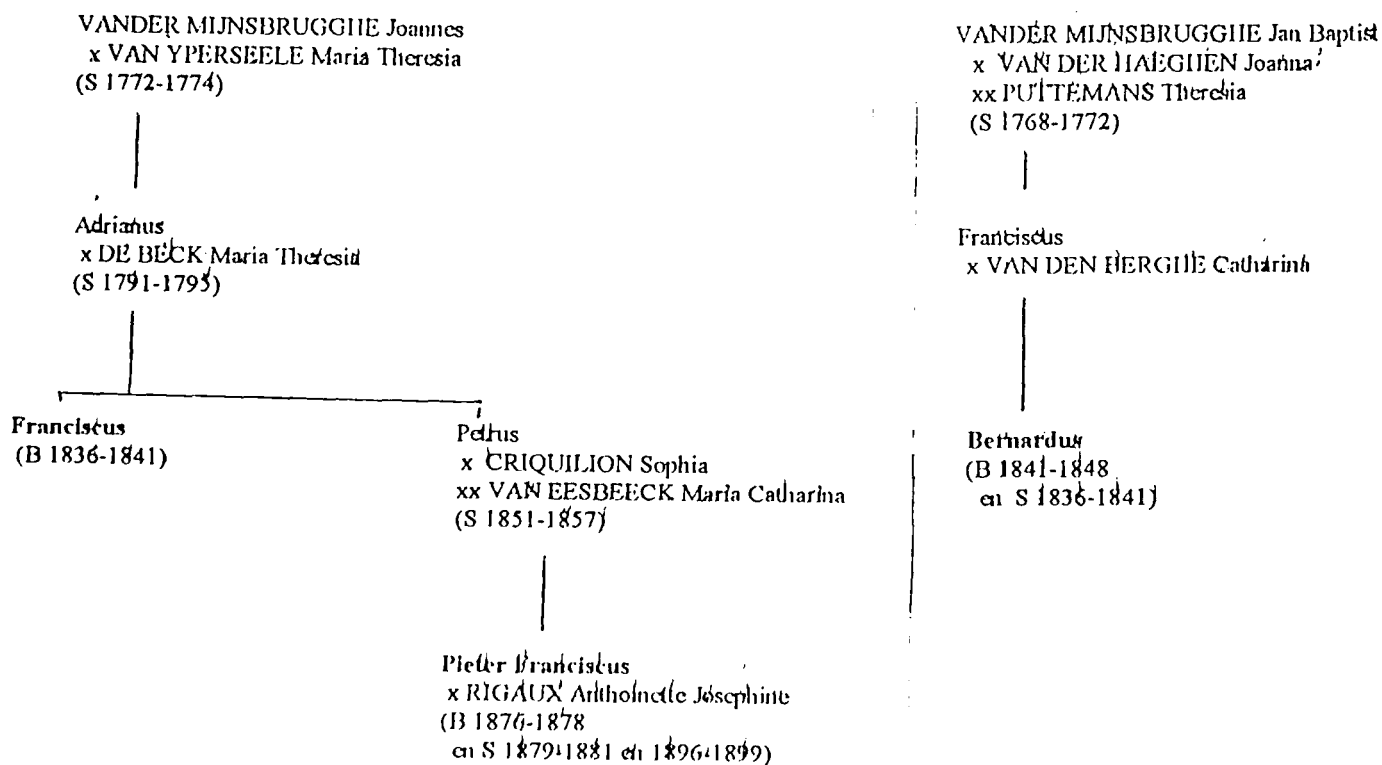 VANDER MIJNSBRUGGHE Joannes
x VAN YPERSEELE Maria Theresia
(S 1772-1774)
Adrianus
x DE BECK Maria Theresia
(S 1791-1795)
Franciscus
(B 1836-1841)
Petrus
x CRIQUILION Sophia
xx VAN EESBEECK Maria Catharina
(S 1851-1857)
Pieter Franciscus
x RIGAUX Anthoinette Josephine
(B 1876-1878
en S 1879-1881 en 1896-1899)
VANDER MIJNSBRUGGHE Jan Baptist
x VAN DER HAEGHEN Joanna
xx PUTTEMANS Theresia
(S 1768-1772)
Franciscus
x VAN DEN BERGHE Catharina
Bernardus
(B 1841-1848
en S 1836-1841)